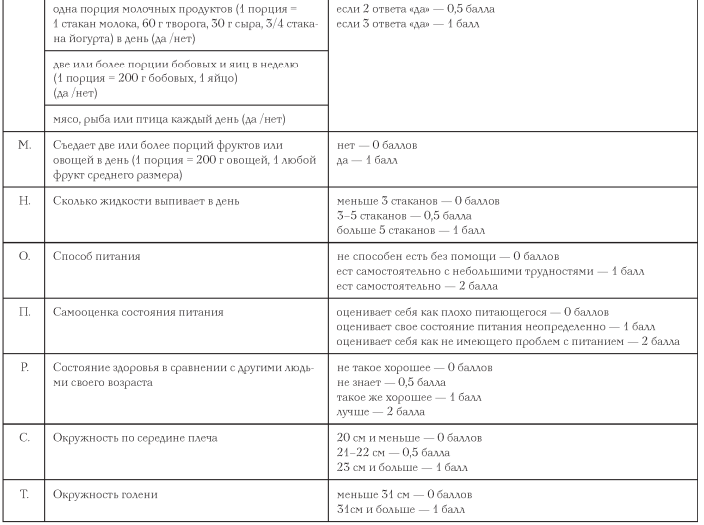 одна порция молочных продуктов (1 порция =
1 стакан молока, 60 г творога, 30 г сыра, 3/4 стака-
на йогурта) в день (да /нет)
если 2 ответа «да» — 0,5 балла
если 3 ответа «да» — 1 балл
две или более порции бобовых и яиц в неделю
(1 порция = 200 г бобовых, 1 яйцо)
(да /нет)
мясо, рыба или птица каждый день (да /нет)
М.
Съедает две или более порций фруктов или
овощей в день (1 порция = 200 г овощей, 1 любой
фрукт среднего размера)
нет — 0 баллов
да — 1 балл
Н.
Сколько жидкости выпивает в день
меньше 3 стаканов — 0 баллов
3–5 стаканов — 0,5 балла
больше 5 стаканов — 1 балл
О.
Способ питания
не способен есть без помощи — 0 баллов
ест самостоятельно с небольшими трудностями — 1 балл
ест самостоятельно — 2 балла
П.
Самооценка состояния питания
оценивает себя как плохо питающегося — 0 баллов
оценивает свое состояние питания неопределенно — 1 балл
оценивает себя как не имеющего проблем с питанием — 2 балла
Р.
Состояние здоровья в сравнении с другими людь-
ми своего возраста
не такое хорошее — 0 баллов
не знает — 0,5 балла
такое же хорошее — 1 балл
лучше — 2 балла
С.
Окружность по середине плеча
20 см и меньше — 0 баллов
21–22 см — 0,5 балла
23 см и больше — 1 балл
Т.
Окружность голени
меньше 31 см — 0 баллов
31см и больше — 1 балл